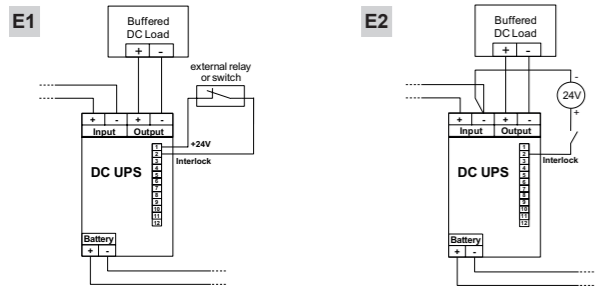 E1
Buffered
DC Load
+ -
external relay
or switch
+ - + -
Input Output
+24V
Interlock
DC UPS
1
2
3
4
5
6
7
8
9
10
11
12
Battery
+ -
E2
Buffered
DC Load
+ -
-
24V
+
+ - + -
Input Output
Interlock
DC UPS
1
2
3
4
5
6
7
8
9
10
11
12
Battery
+ -